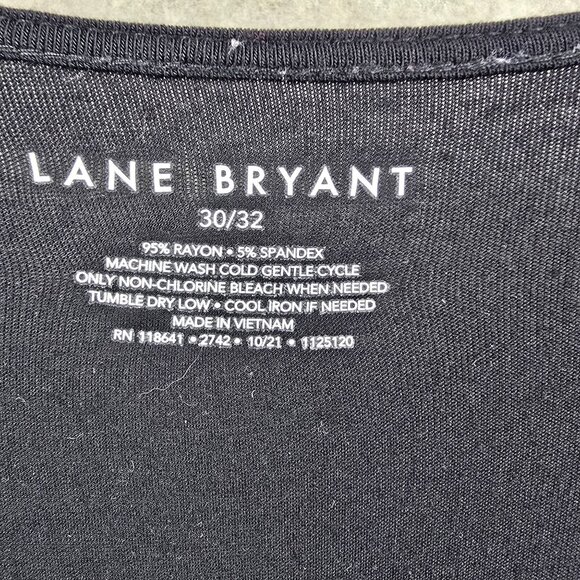 LANE BRYANT
30/32
95% RAYON • 5% SPANDEX
MACHINE WASH COLD GENTLE CYCLE
ONLY NON-CHLORINE BLEACH WHEN NEEDED
TUMBLE DRY LOW • COOL IRON IF NEEDED
MADE IN VIETNAM
RN 118641 • 2742 • 10/21 • 1125120